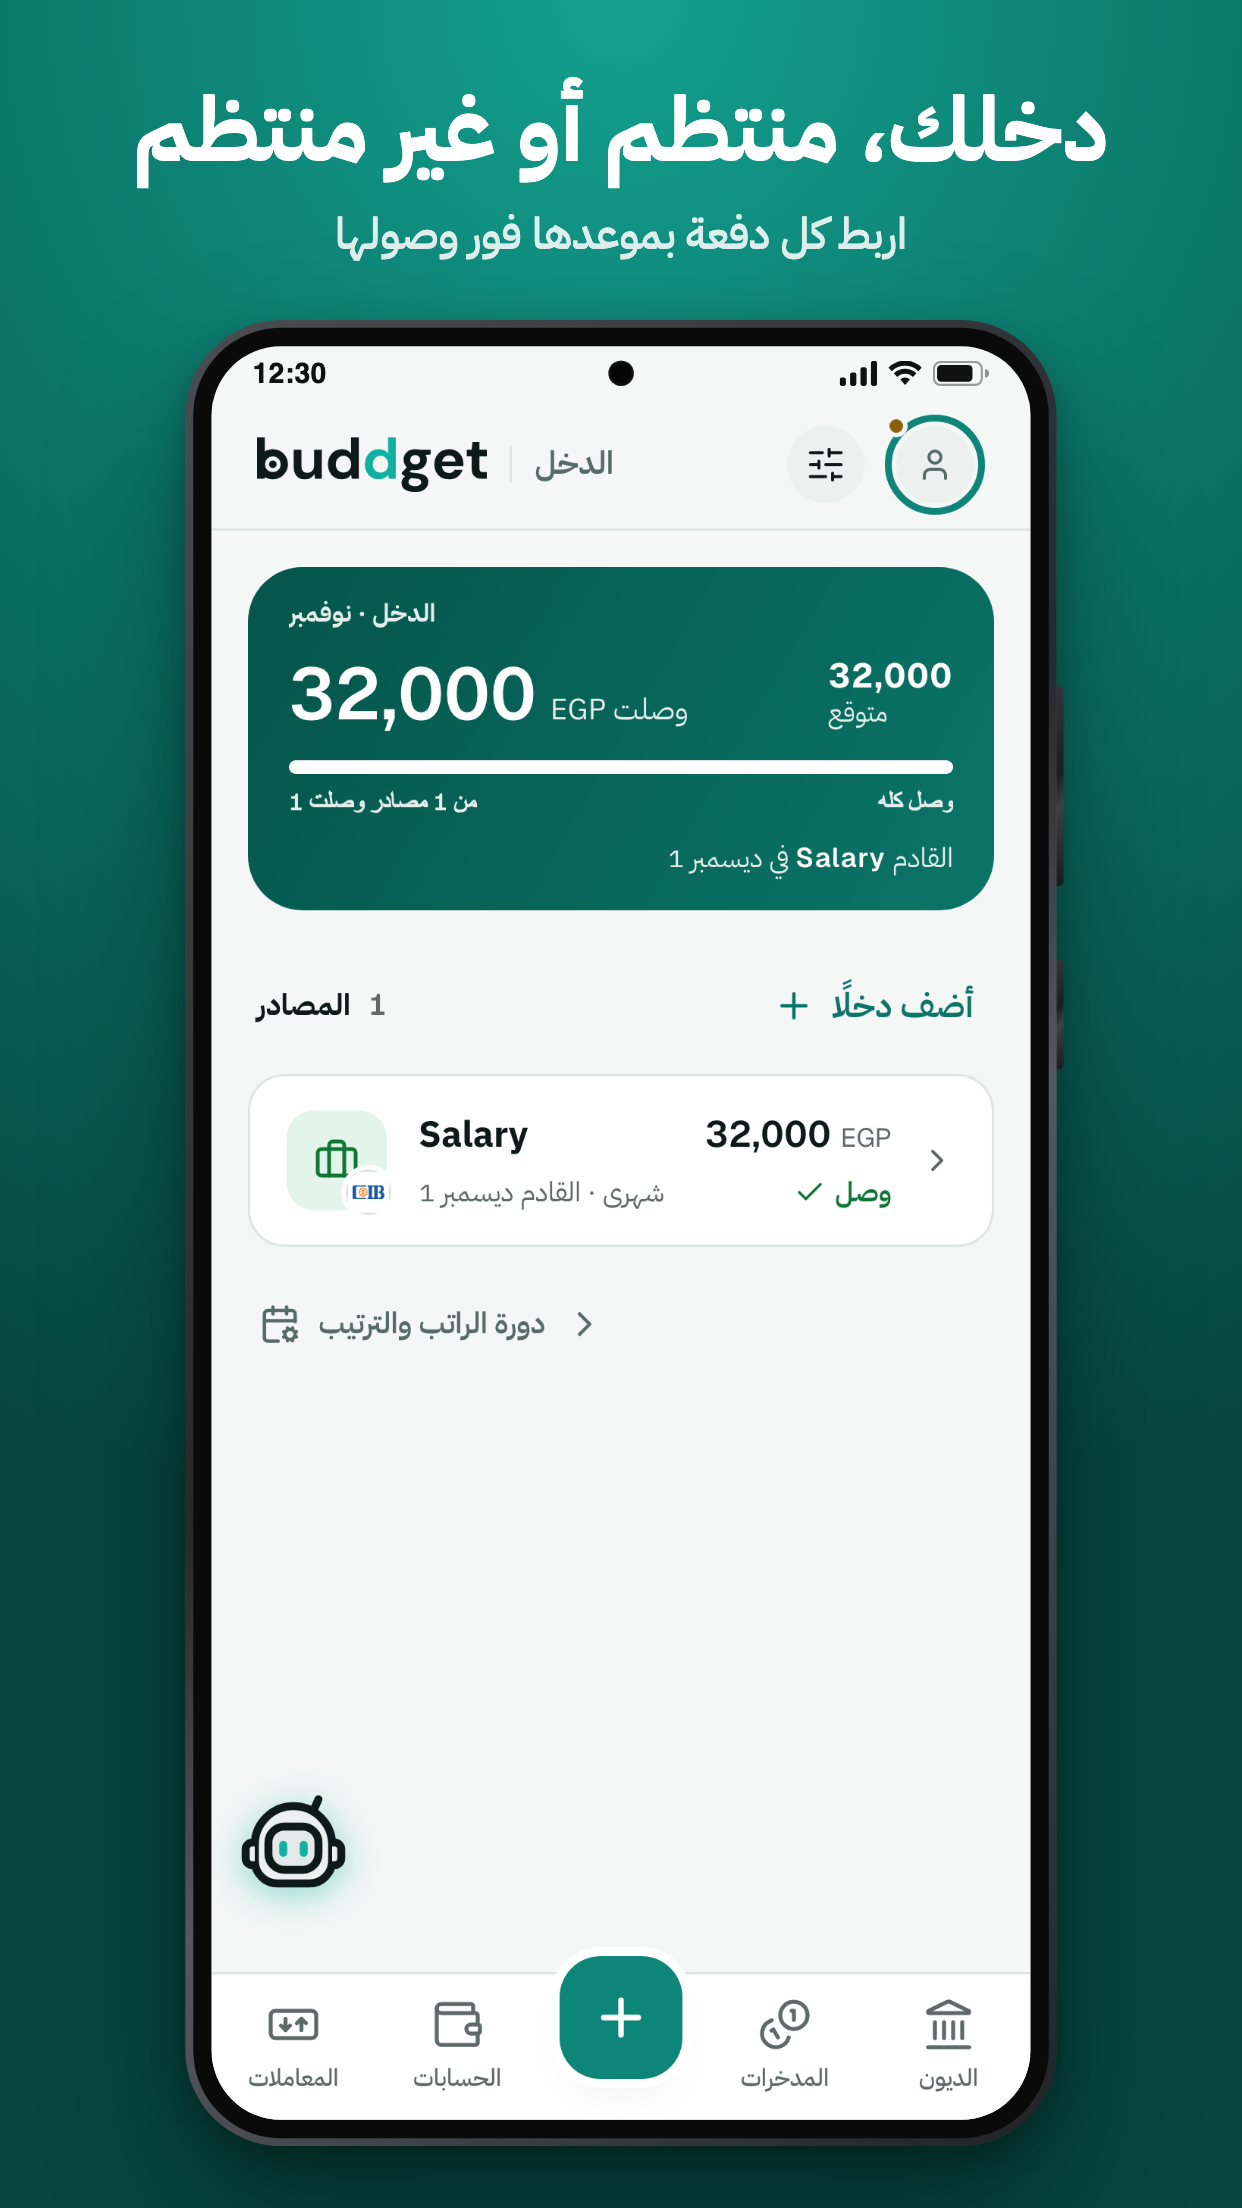 دخلك، منتظم أو غير منتظم
اربط كل دفعة بموعدها فور وصولها
12:30
buddget | الدخل
الدخل · نوفمبر
32,000 EGP وصلت
32,000
متوقع
1 من 1 مصادر وصلت
وصل كله
القادم Salary في ديسمبر 1
المصادر 1
أضف دخلًا
Salary
32,000 EGP
شهري · القادم ديسمبر 1
وصل
CIB
دورة الراتب والترتيب
المعاملات
الحسابات
المدخرات
الديون